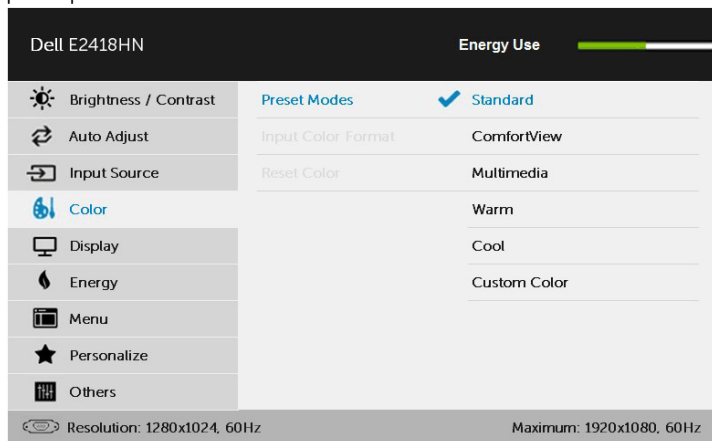 Dell E2418HN Energy Use
Brightness / Contrast Preset Modes Standard
Auto Adjust Input Color Format ComfortView
Input Source Reset Color Multimedia
Color Warm
Display Cool
Energy Custom Color
Menu
Personalize
Others
Resolution: 1280x1024, 60Hz Maximum: 1920x1080, 60Hz